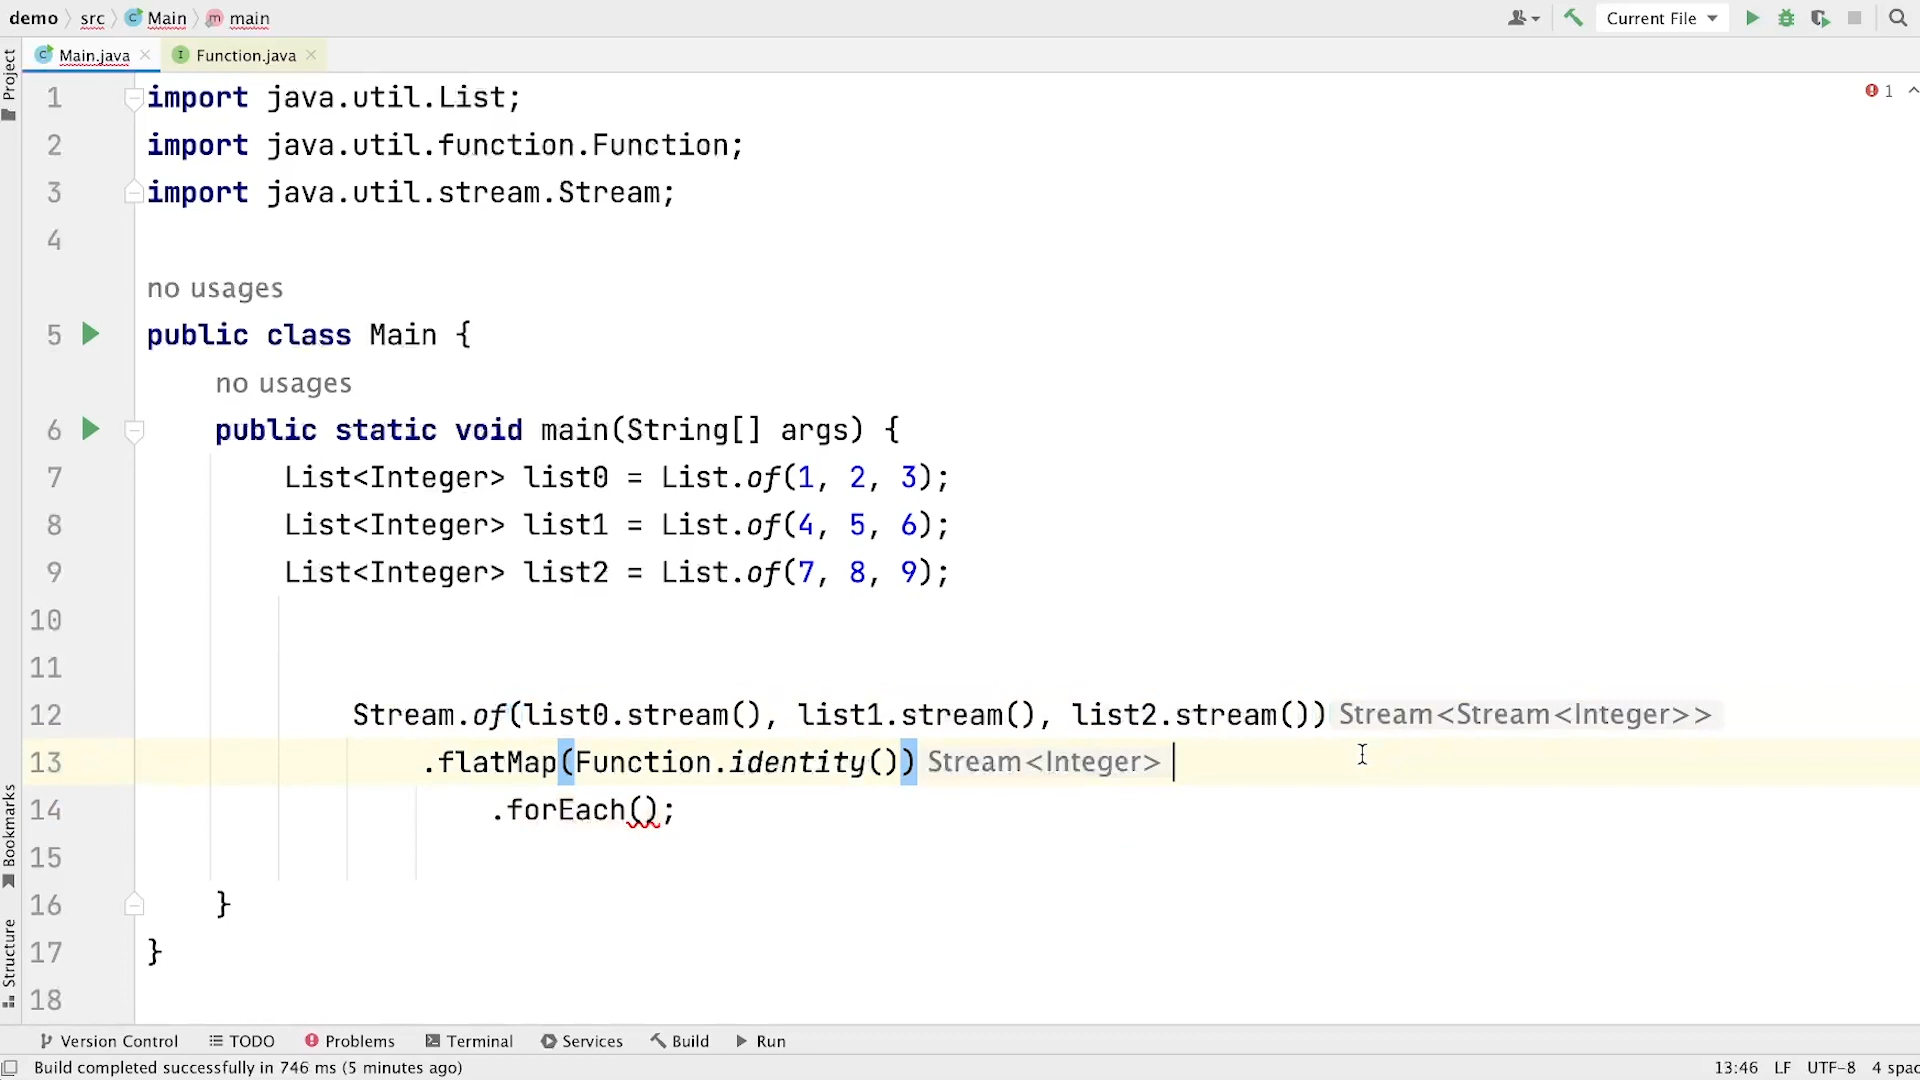 demo src Main main Current File
Main.java Function.java
Project
1 import java.util.List; 1
2 import java.util.function.Function;
3 import java.util.stream.Stream;
4
no usages
5 public class Main {
no usages
6 public static void main(String[] args) {
7 List<Integer> list0 = List.of(1, 2, 3);
8 List<Integer> list1 = List.of(4, 5, 6);
9 List<Integer> list2 = List.of(7, 8, 9);
10
11
12 Stream.of(list0.stream(), list1.stream(), list2.stream()) Stream<Stream<Integer>>
13 .flatMap(Function.identity()) Stream<Integer>
14 .forEach();
15
16 }
17 }
18
Bookmarks
Structure
Version Control TODO Problems Terminal Services Build Run
Build completed successfully in 746 ms (5 minutes ago) 13:46 LF UTF-8 4 spac